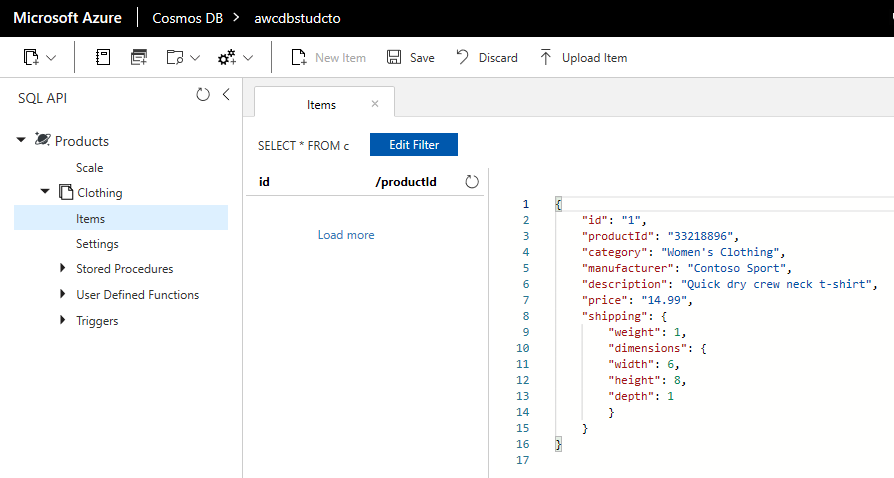 Microsoft Azure Cosmos DB > awcdbstudcto
New Item Save Discard Upload Item
SQL API
Products
Scale
Clothing
Items
Settings
Stored Procedures
User Defined Functions
Triggers
Items ×
SELECT * FROM c Edit Filter
id /productId
Load more
1 {
2 "id": "1",
3 "productId": "33218896",
4 "category": "Women's Clothing",
5 "manufacturer": "Contoso Sport",
6 "description": "Quick dry crew neck t-shirt",
7 "price": "14.99",
8 "shipping": {
9 "weight": 1,
10 "dimensions": {
11 "width": 6,
12 "height": 8,
13 "depth": 1
14 }
15 }
16 }
17